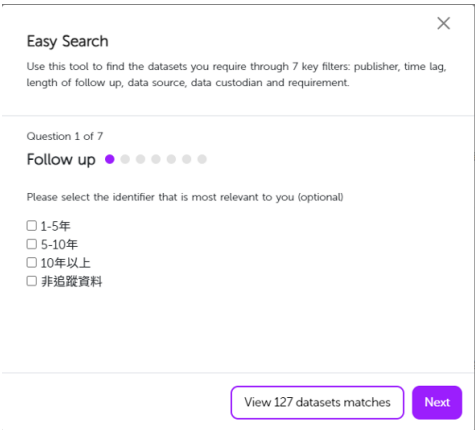 Easy Search
Use this tool to find the datasets you require through 7 key filters: publisher, time lag,
length of follow up, data source, data custodian and requirement.
Question 1 of 7
Follow up
Please select the identifier that is most relevant to you (optional)
1-5年
5-10年
10年以上
非追蹤資料
View 127 datasets matches
Next